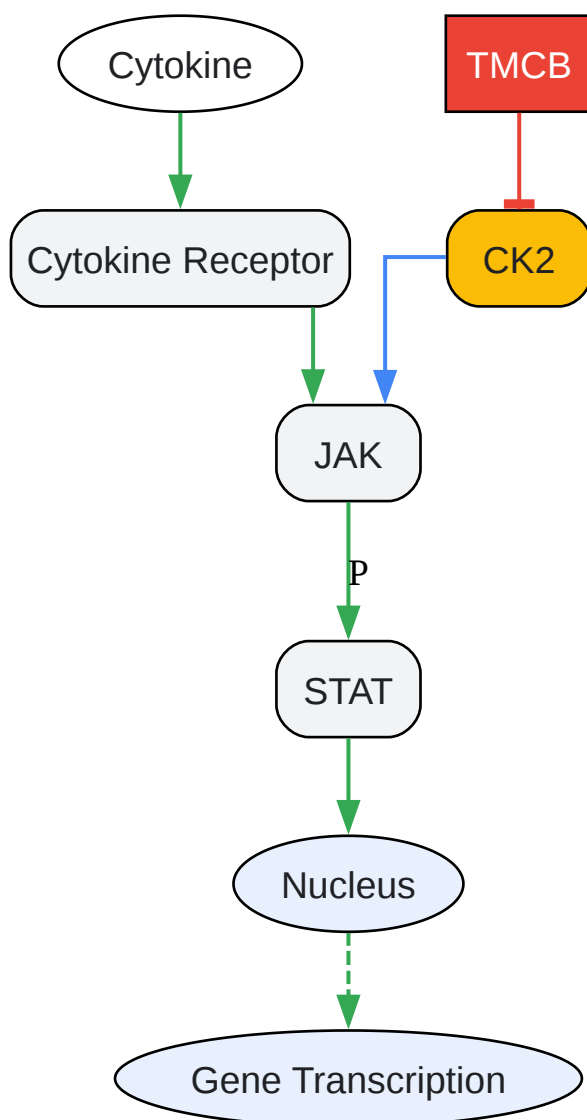 Cytokine
TMCB
Cytokine Receptor
CK2
JAK
P
STAT
Nucleus
Gene Transcription